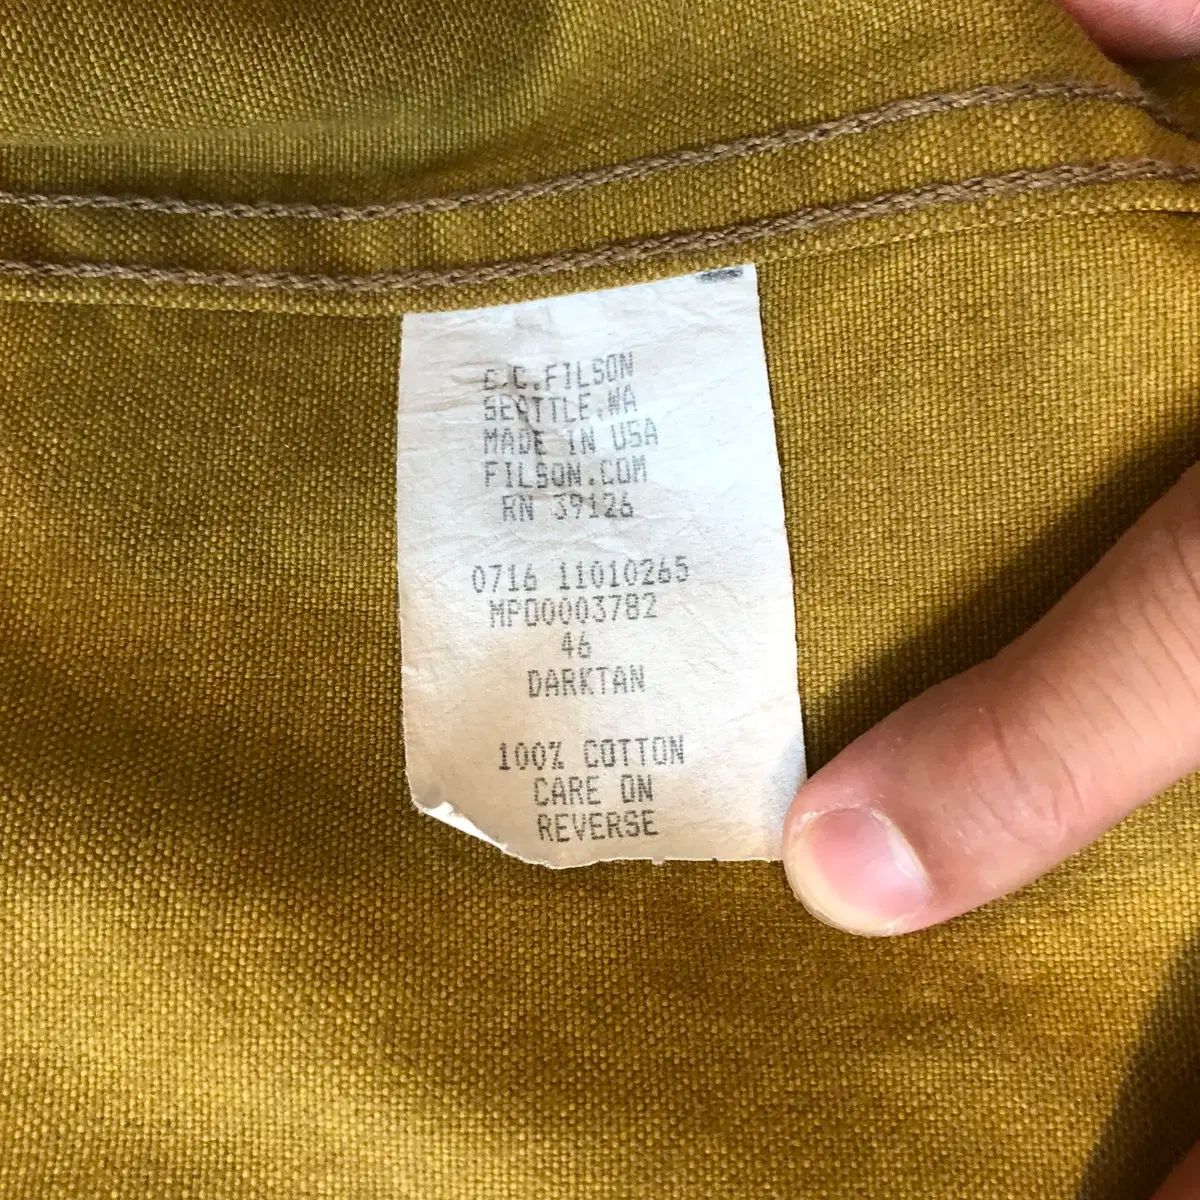 C.C.FILSON
SEATTLE,WA
MADE IN USA
FILSON.COM
RN 39126
0716 11010265
MPO0003782
46
DARKTAN
100% COTTON
CARE ON
REVERSE